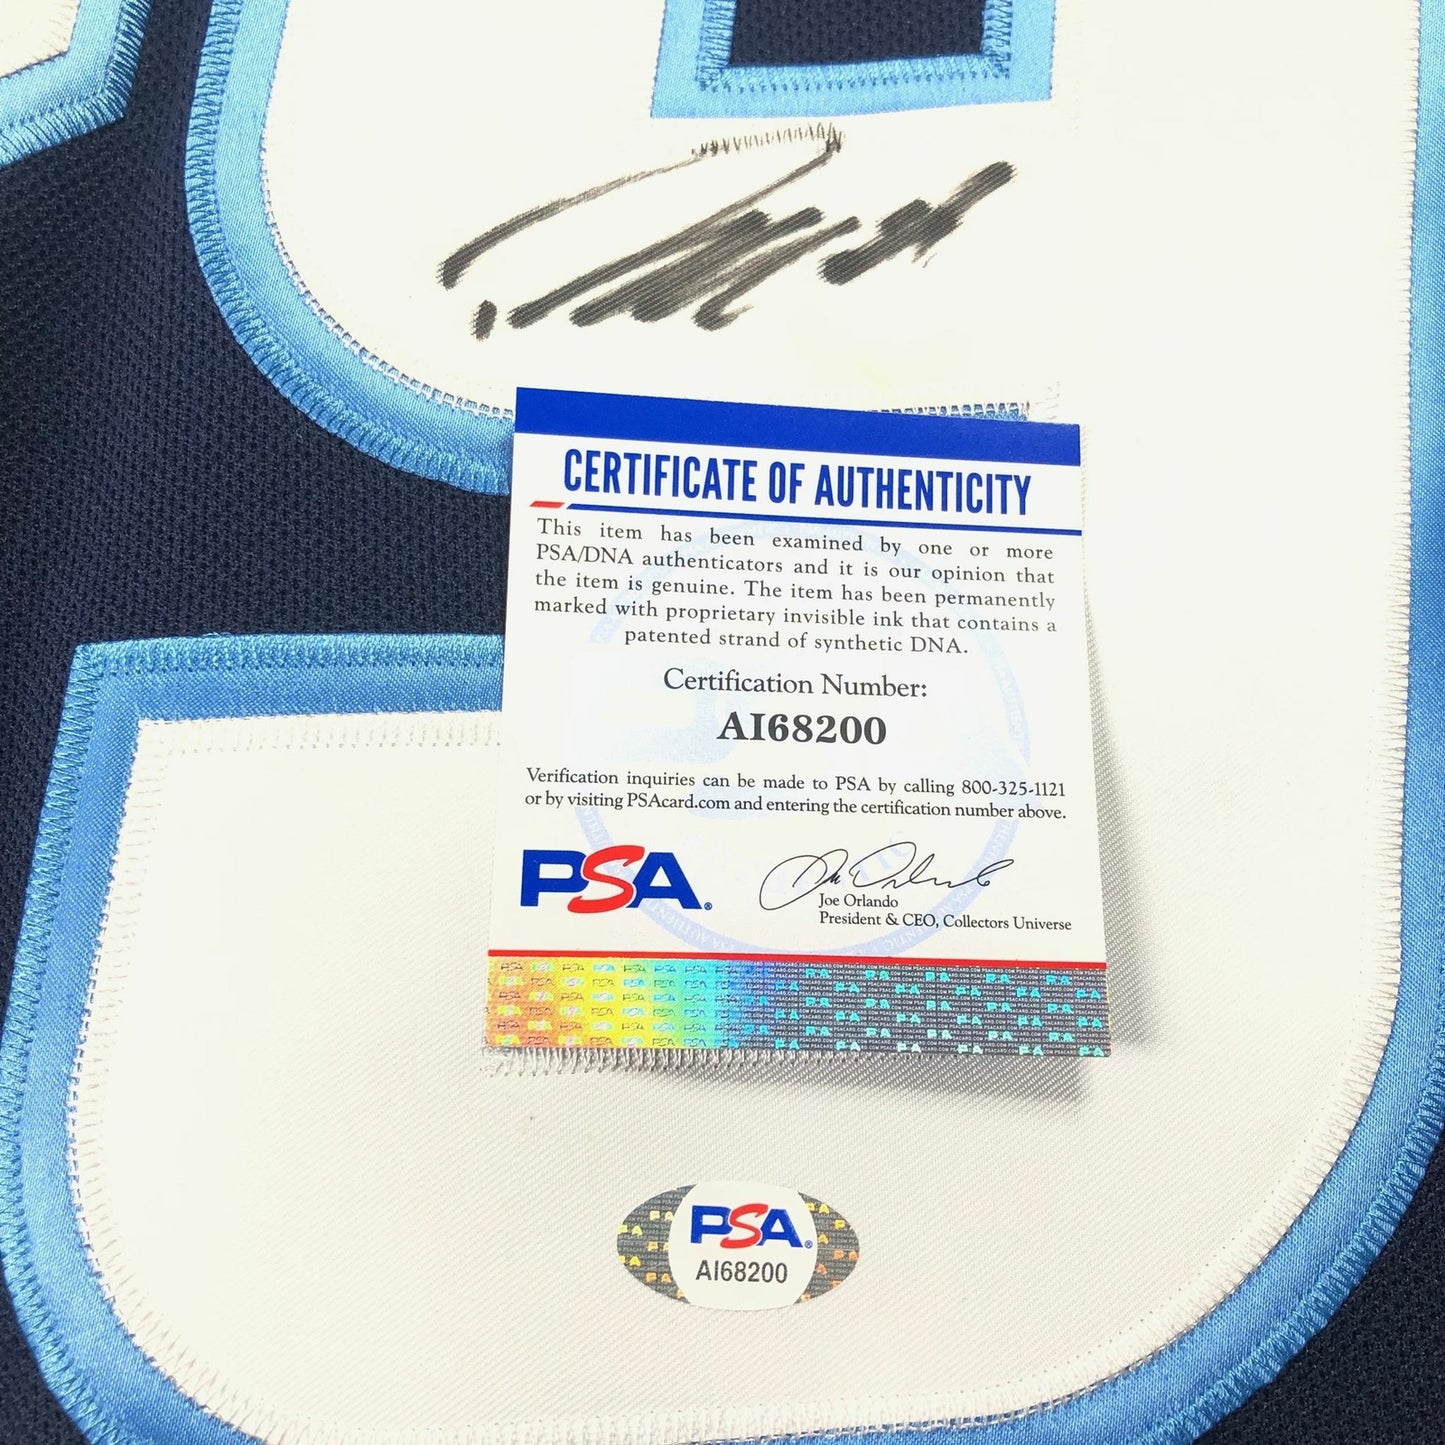 CERTIFICATE OF AUTHENTICITY
This item has been examined by one or more
PSA/DNA authenticators and it is our opinion that
the item is genuine. The item has been permanently
marked with proprietary invisible ink that contains a
patented strand of synthetic DNA.
Certification Number:
AI68200
Verification inquiries can be made to PSA by calling 800-325-1121
or by visiting PSAcard.com and entering the certification number above.
PSA®
Joe Orlando
President & CEO, Collectors Universe
PSA®
AI68200